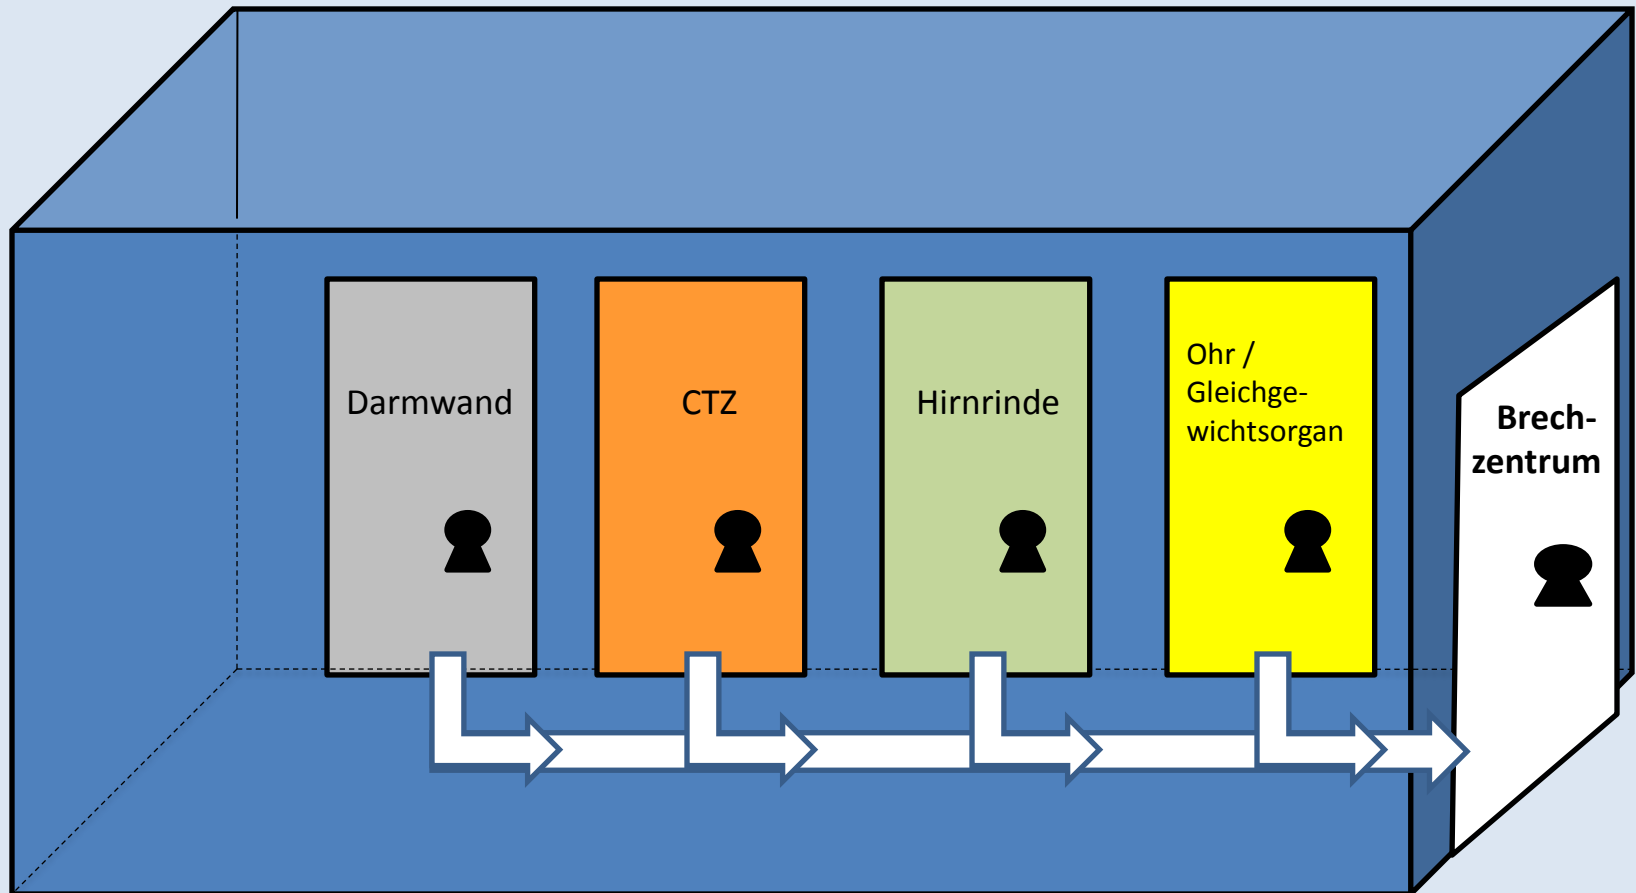 Darmwand
CTZ
Hirnrinde
Ohr /
Gleichge-
wichtsorgan
Brech-
zentrum